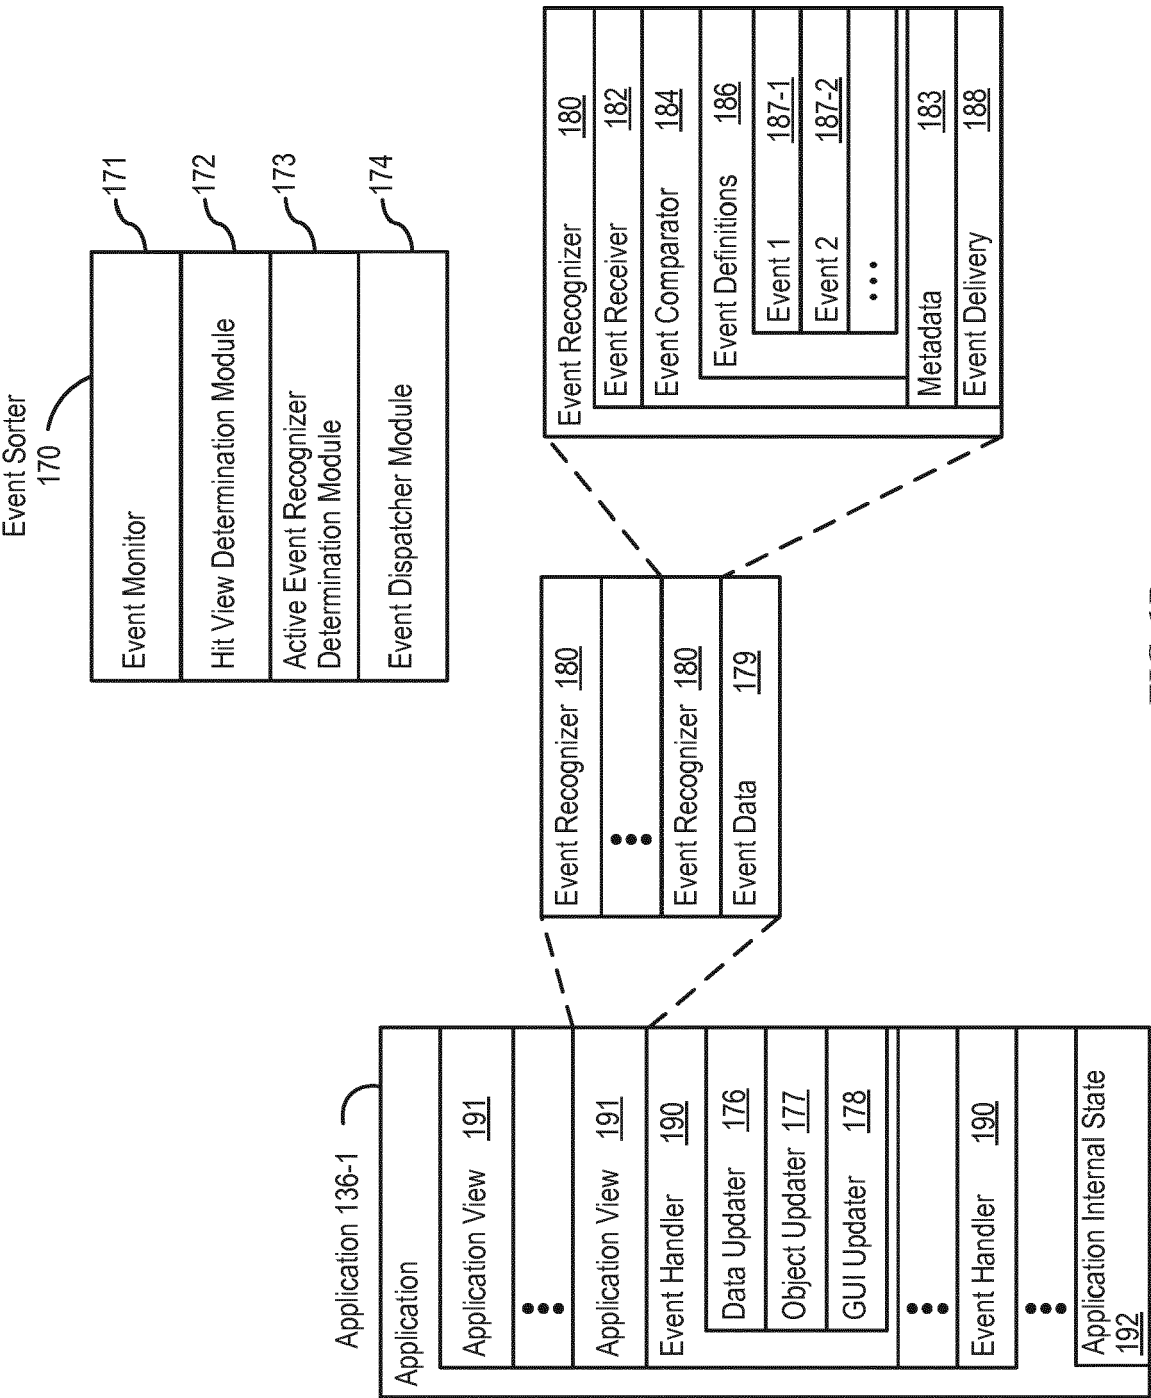 Event Sorter
170
Event Monitor
171
Hit View Determination Module
172
Active Event Recognizer
Determination Module
173
Event Dispatcher Module
174
Application 136-1
Application
Application View 191
Application View 191
Event Handler 190
Data Updater 176
Object Updater 177
GUI Updater 178
Event Handler 190
Application Internal State
192
Event Recognizer 180
Event Recognizer 180
Event Data 179
Event Recognizer 180
Event Receiver 182
Event Comparator 184
Event Definitions 186
Event 1 187-1
Event 2 187-2
Metadata 183
Event Delivery 188